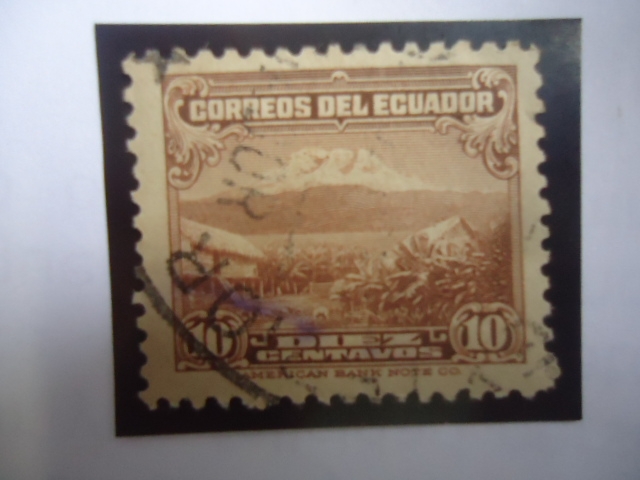 CORREOS DEL ECUADOR
10 DIEZ 10
CENTAVOS
AMERICAN BANK NOTE CO.